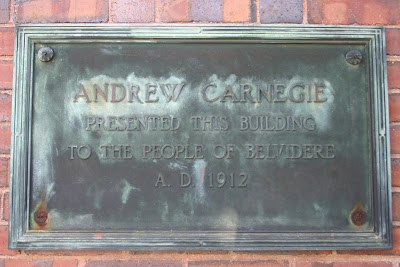 ANDREW CARNEGIE
PRESENTED THIS BUILDING
TO THE PEOPLE OF BELVIDERE
A. D. 1912